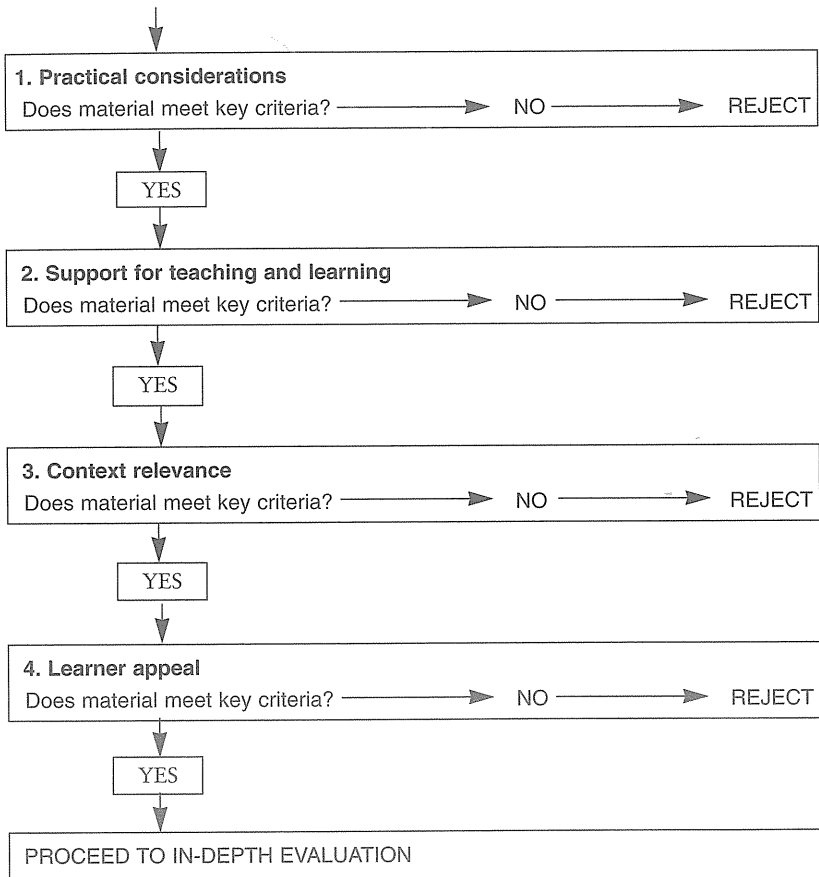 1. Practical considerations
Does material meet key criteria? NO REJECT
YES
2. Support for teaching and learning
Does material meet key criteria? NO REJECT
YES
3. Context relevance
Does material meet key criteria? NO REJECT
YES
4. Learner appeal
Does material meet key criteria? NO REJECT
YES
PROCEED TO IN-DEPTH EVALUATION